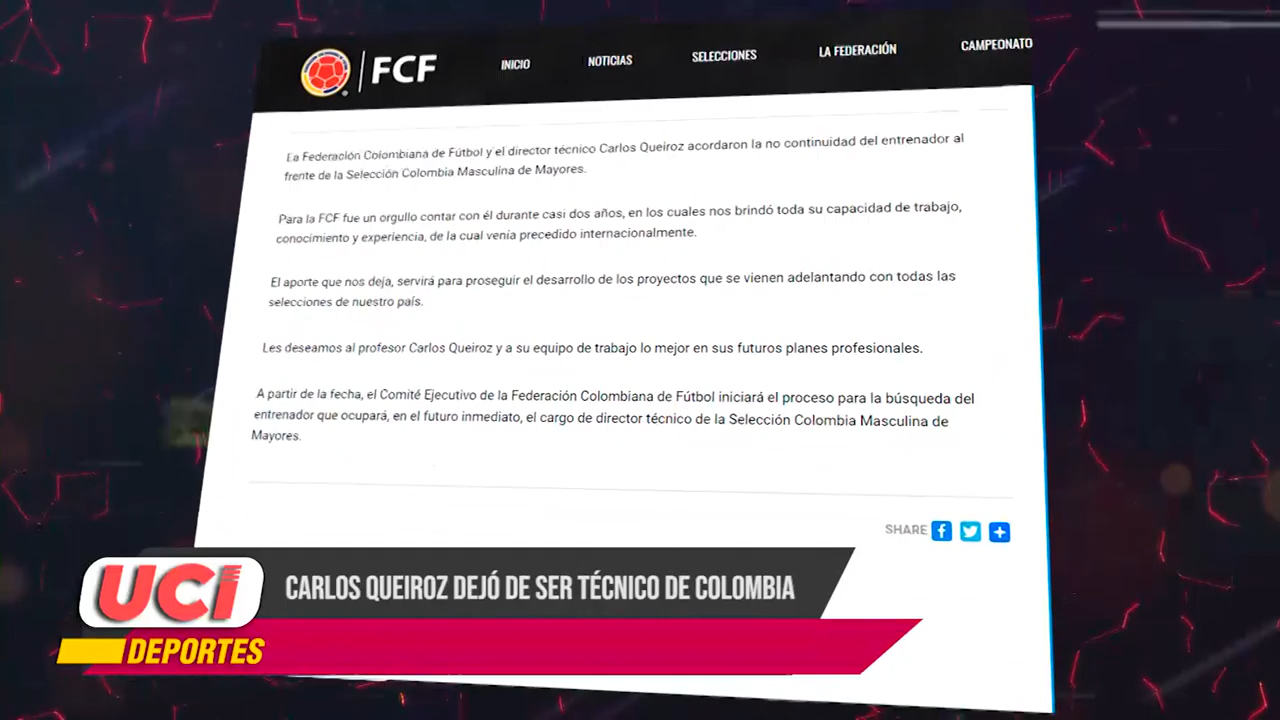 FCF INICIO NOTICIAS SELECCIONES LA FEDERACIÓN CAMPEONATO
La Federación Colombiana de Fútbol y el director técnico Carlos Queiroz acordaron la no continuidad del entrenador al
frente de la Selección Colombia Masculina de Mayores.
Para la FCF fue un orgullo contar con él durante casi dos años, en los cuales nos brindó toda su capacidad de trabajo,
conocimiento y experiencia, de la cual venía precedido internacionalmente.
El aporte que nos deja, servirá para proseguir el desarrollo de los proyectos que se vienen adelantando con todas las
selecciones de nuestro país.
Les deseamos al profesor Carlos Queiroz y a su equipo de trabajo lo mejor en sus futuros planes profesionales.
A partir de la fecha, el Comité Ejecutivo de la Federación Colombiana de Fútbol iniciará el proceso para la búsqueda del
entrenador que ocupará, en el futuro inmediato, el cargo de director técnico de la Selección Colombia Masculina de
Mayores.
SHARE
UCi CARLOS QUEIROZ DEJÓ DE SER TÉCNICO DE COLOMBIA
DEPORTES